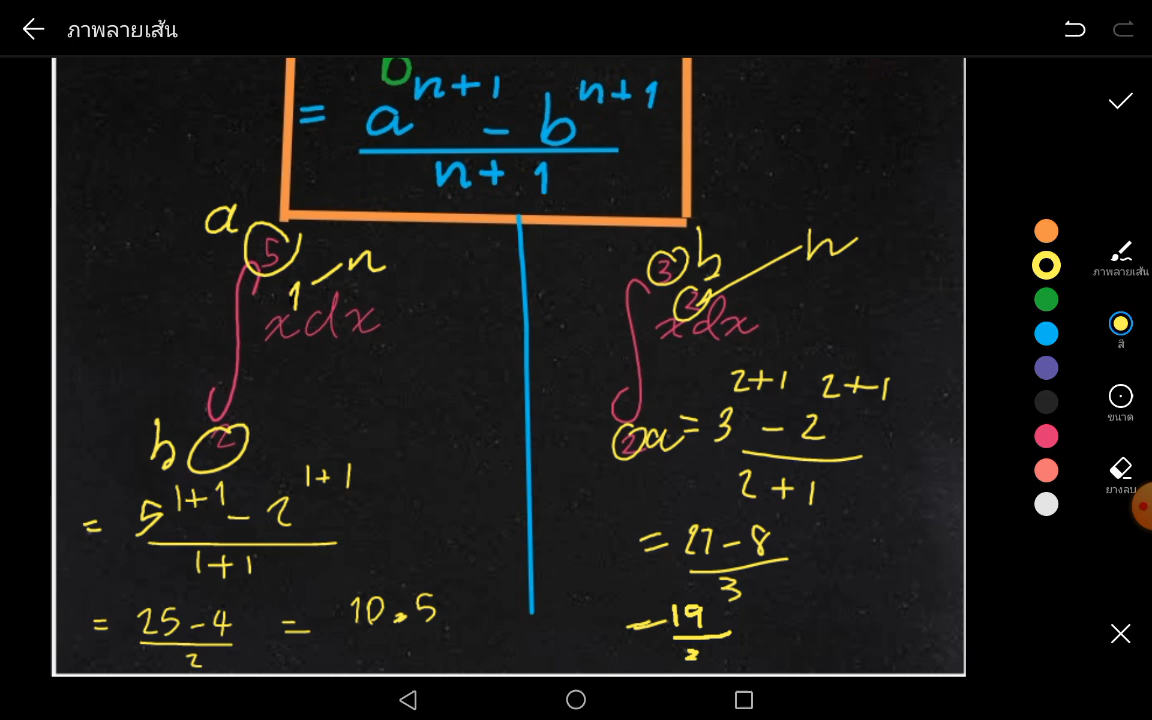 ภาพลายเส้น
b
= a^{n+1} - b^{n+1}
n+1
a 5
1 n
x dx
b 2
= 5^{1+1} - 2^{1+1}
1+1
= 25-4 = 10.5
2
3 b n
2
x dx
2 a = 3^{2+1} - 2^{2+1}
2+1
= 27-8
3
= 19
ภาพลายเส้น
สี
ขนาด
ยางลบ